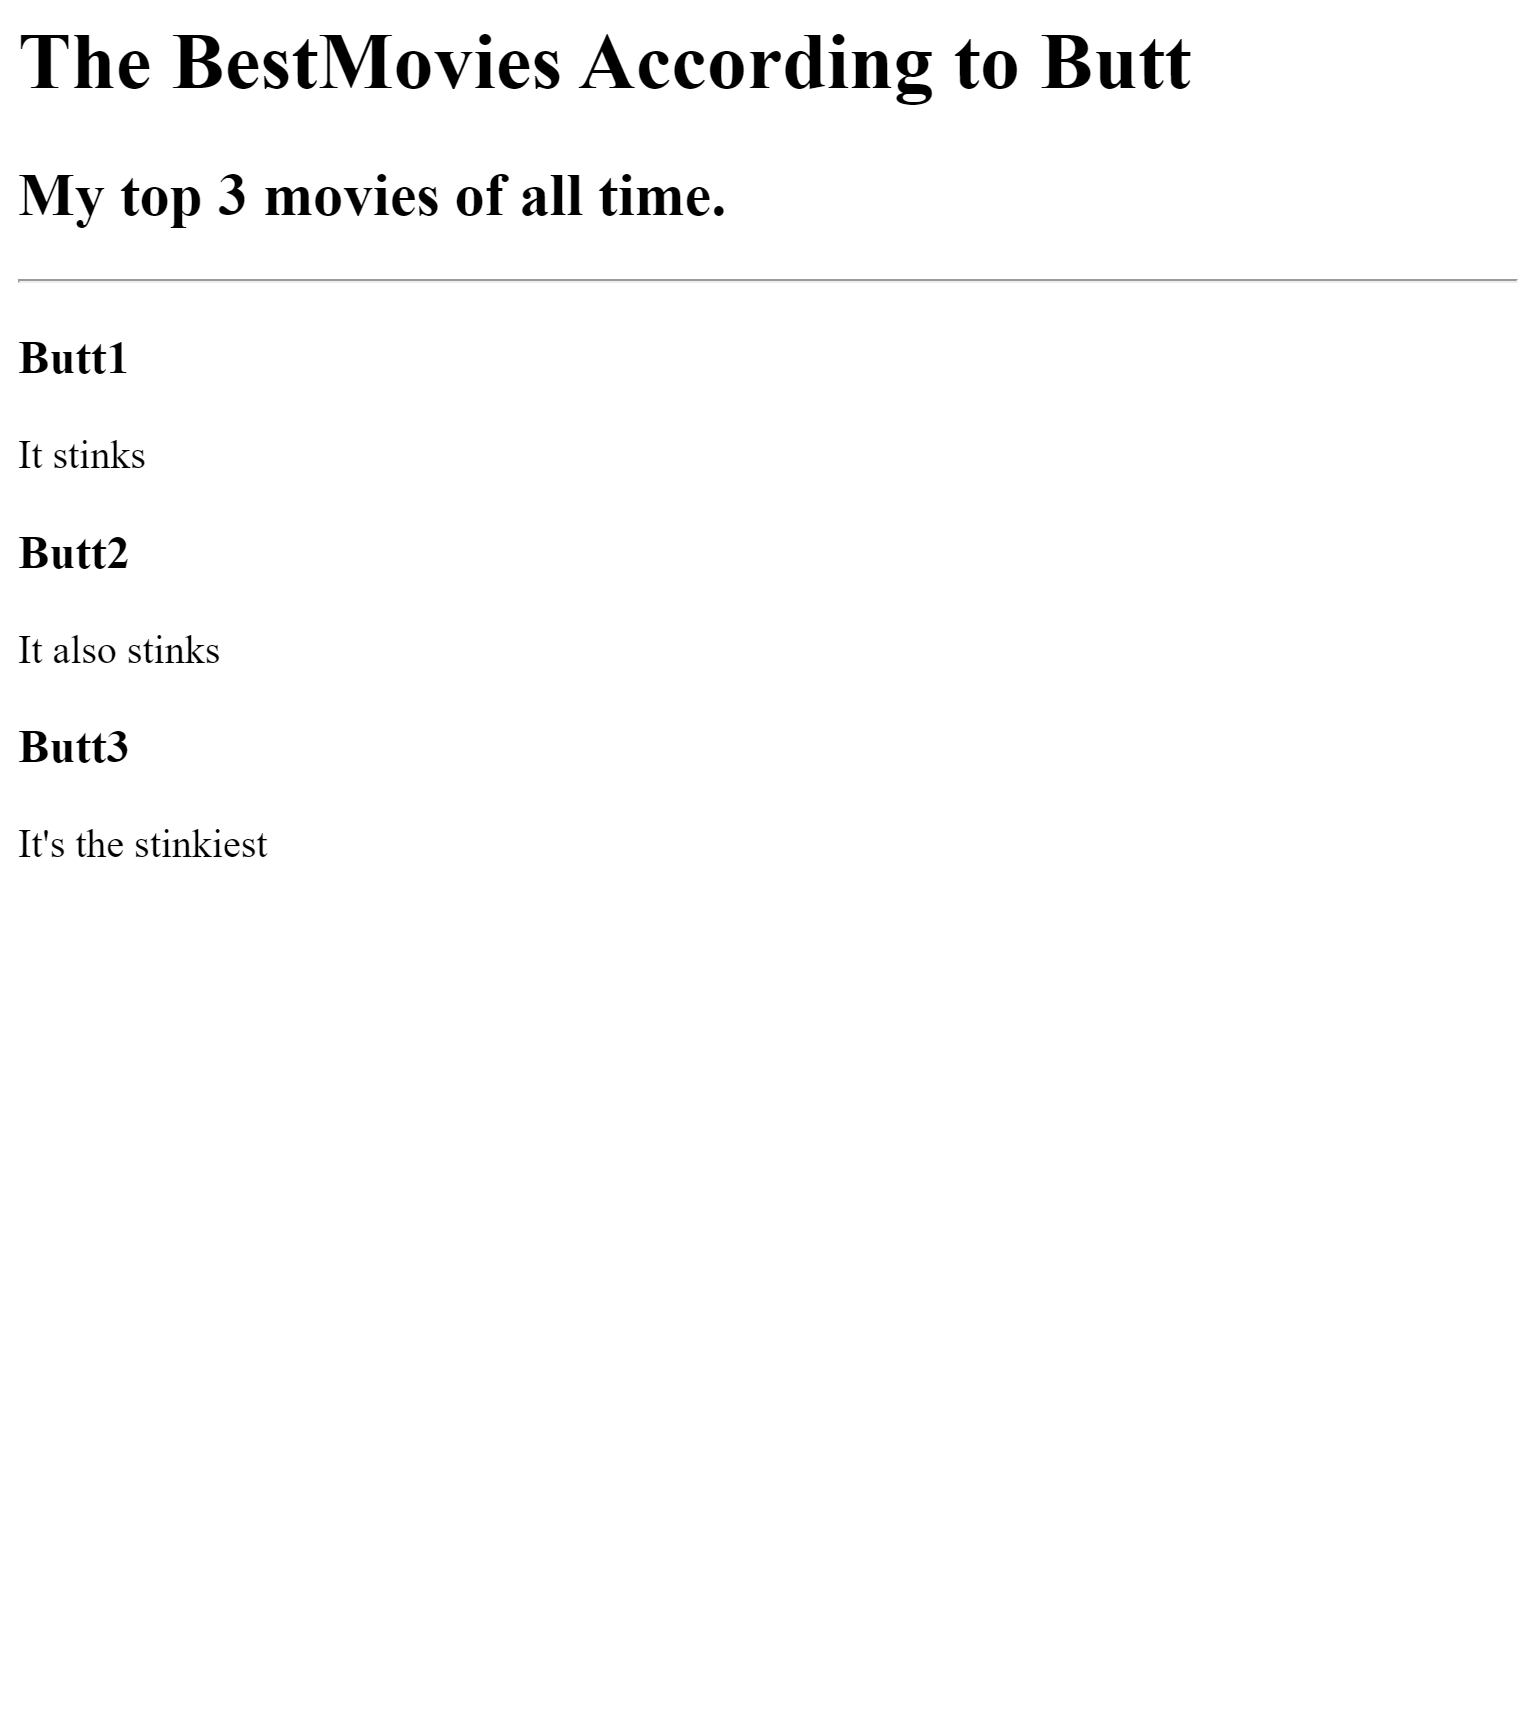 The BestMovies According to Butt
My top 3 movies of all time.
Butt1
It stinks
Butt2
It also stinks
Butt3
It's the stinkiest